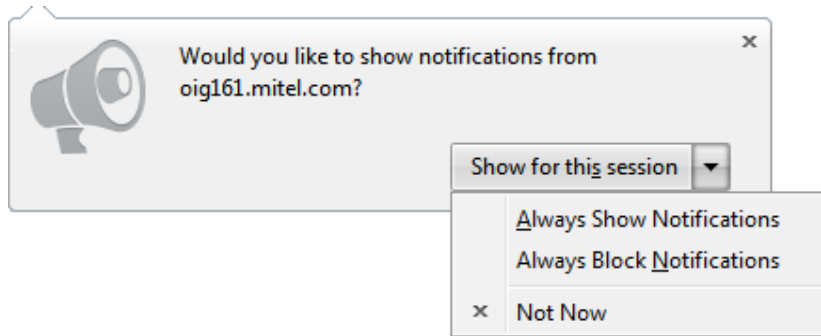 Would you like to show notifications from
oig161.mitel.com?
Show for this session
Always Show Notifications
Always Block Notifications
Not Now